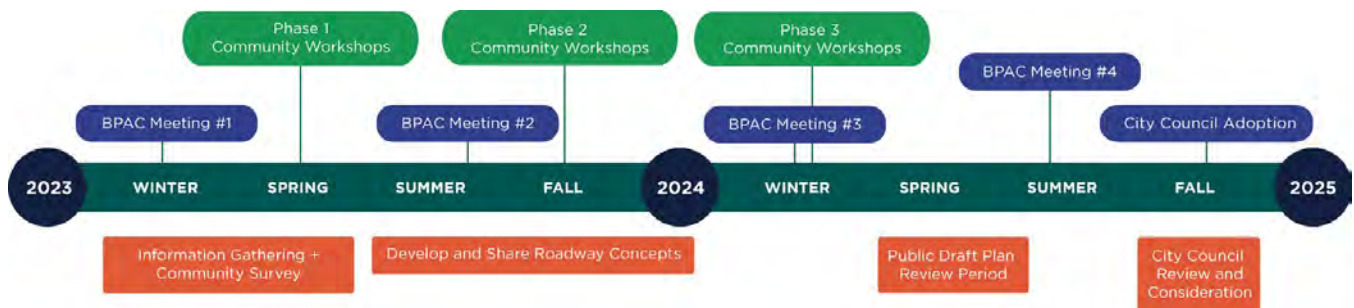 Phase 1
Community Workshops
Phase 2
Community Workshops
Phase 3
Community Workshops
BPAC Meeting #4
BPAC Meeting #1
BPAC Meeting #2
BPAC Meeting #3
City Council Adoption
2023
WINTER
SPRING
SUMMER
FALL
2024
WINTER
SPRING
SUMMER
FALL
2025
Information Gathering +
Community Survey
Develop and Share Roadway Concepts
Public Draft Plan
Review Period
City Council
Review and
Consideration